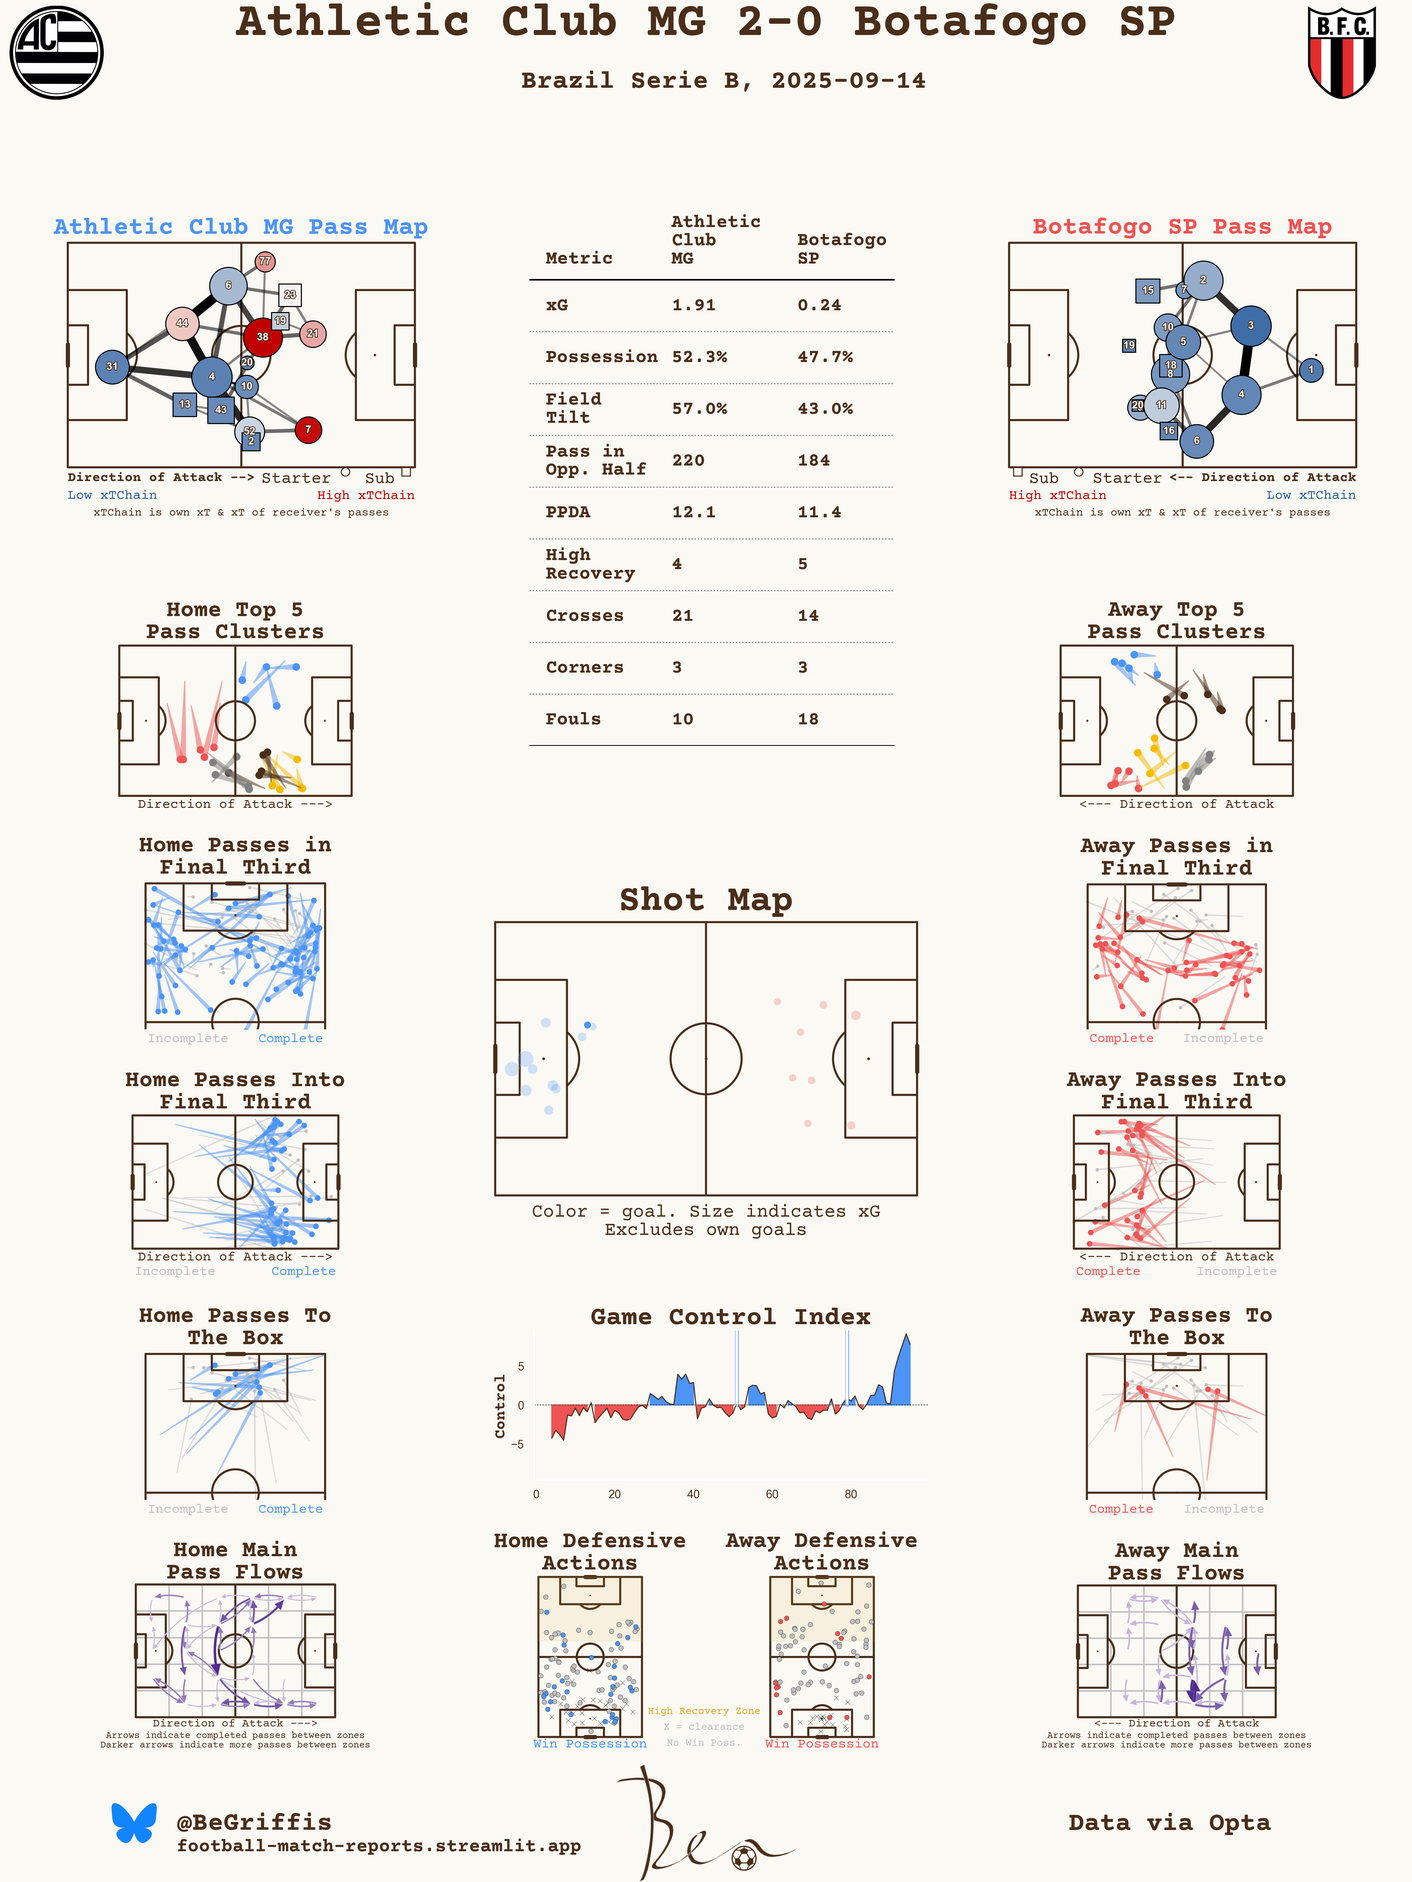 Athletic Club MG 2-0 Botafogo SP
Brazil Serie B, 2025-09-14
AC
B.F.C.
Athletic Club MG Pass Map
77
6
23
19
44
38
21
31
20
4
10
13
43
52
2
7
Direction of Attack --> Starter Sub
Low xTChain High xTChain
xTChain is own xT & xT of receiver's passes
Metric Athletic Club MG Botafogo SP
xG 1.91 0.24
Possession 52.3% 47.7%
Field Tilt 57.0% 43.0%
Pass in Opp. Half 220 184
PPDA 12.1 11.4
High Recovery 4 5
Crosses 21 14
Corners 3 3
Fouls 10 18
Botafogo SP Pass Map
2
15
7
10
3
5
19
18
8
1
4
20
11
16
6
Sub Starter <-- Direction of Attack
High xTChain Low xTChain
xTChain is own xT & xT of receiver's passes
Home Top 5
Pass Clusters
Direction of Attack --->
Away Top 5
Pass Clusters
<--- Direction of Attack
Home Passes in
Final Third
Incomplete Complete
Away Passes in
Final Third
Complete Incomplete
Shot Map
Color = goal. Size indicates xG
Excludes own goals
Home Passes Into
Final Third
Direction of Attack --->
Incomplete Complete
Away Passes Into
Final Third
<--- Direction of Attack
Complete Incomplete
Home Passes To
The Box
Incomplete Complete
Game Control Index
Control
5
0
−5
0 20 40 60 80
Away Passes To
The Box
Complete Incomplete
Home Main
Pass Flows
Direction of Attack --->
Arrows indicate completed passes between zones
Darker arrows indicate more passes between zones
Home Defensive
Actions
Win Possession
High Recovery Zone
X = clearance
No Win Poss.
Away Defensive
Actions
Win Possession
Away Main
Pass Flows
<--- Direction of Attack
Arrows indicate completed passes between zones
Darker arrows indicate more passes between zones
@BeGriffis
football-match-reports.streamlit.app
Ben
Data via Opta